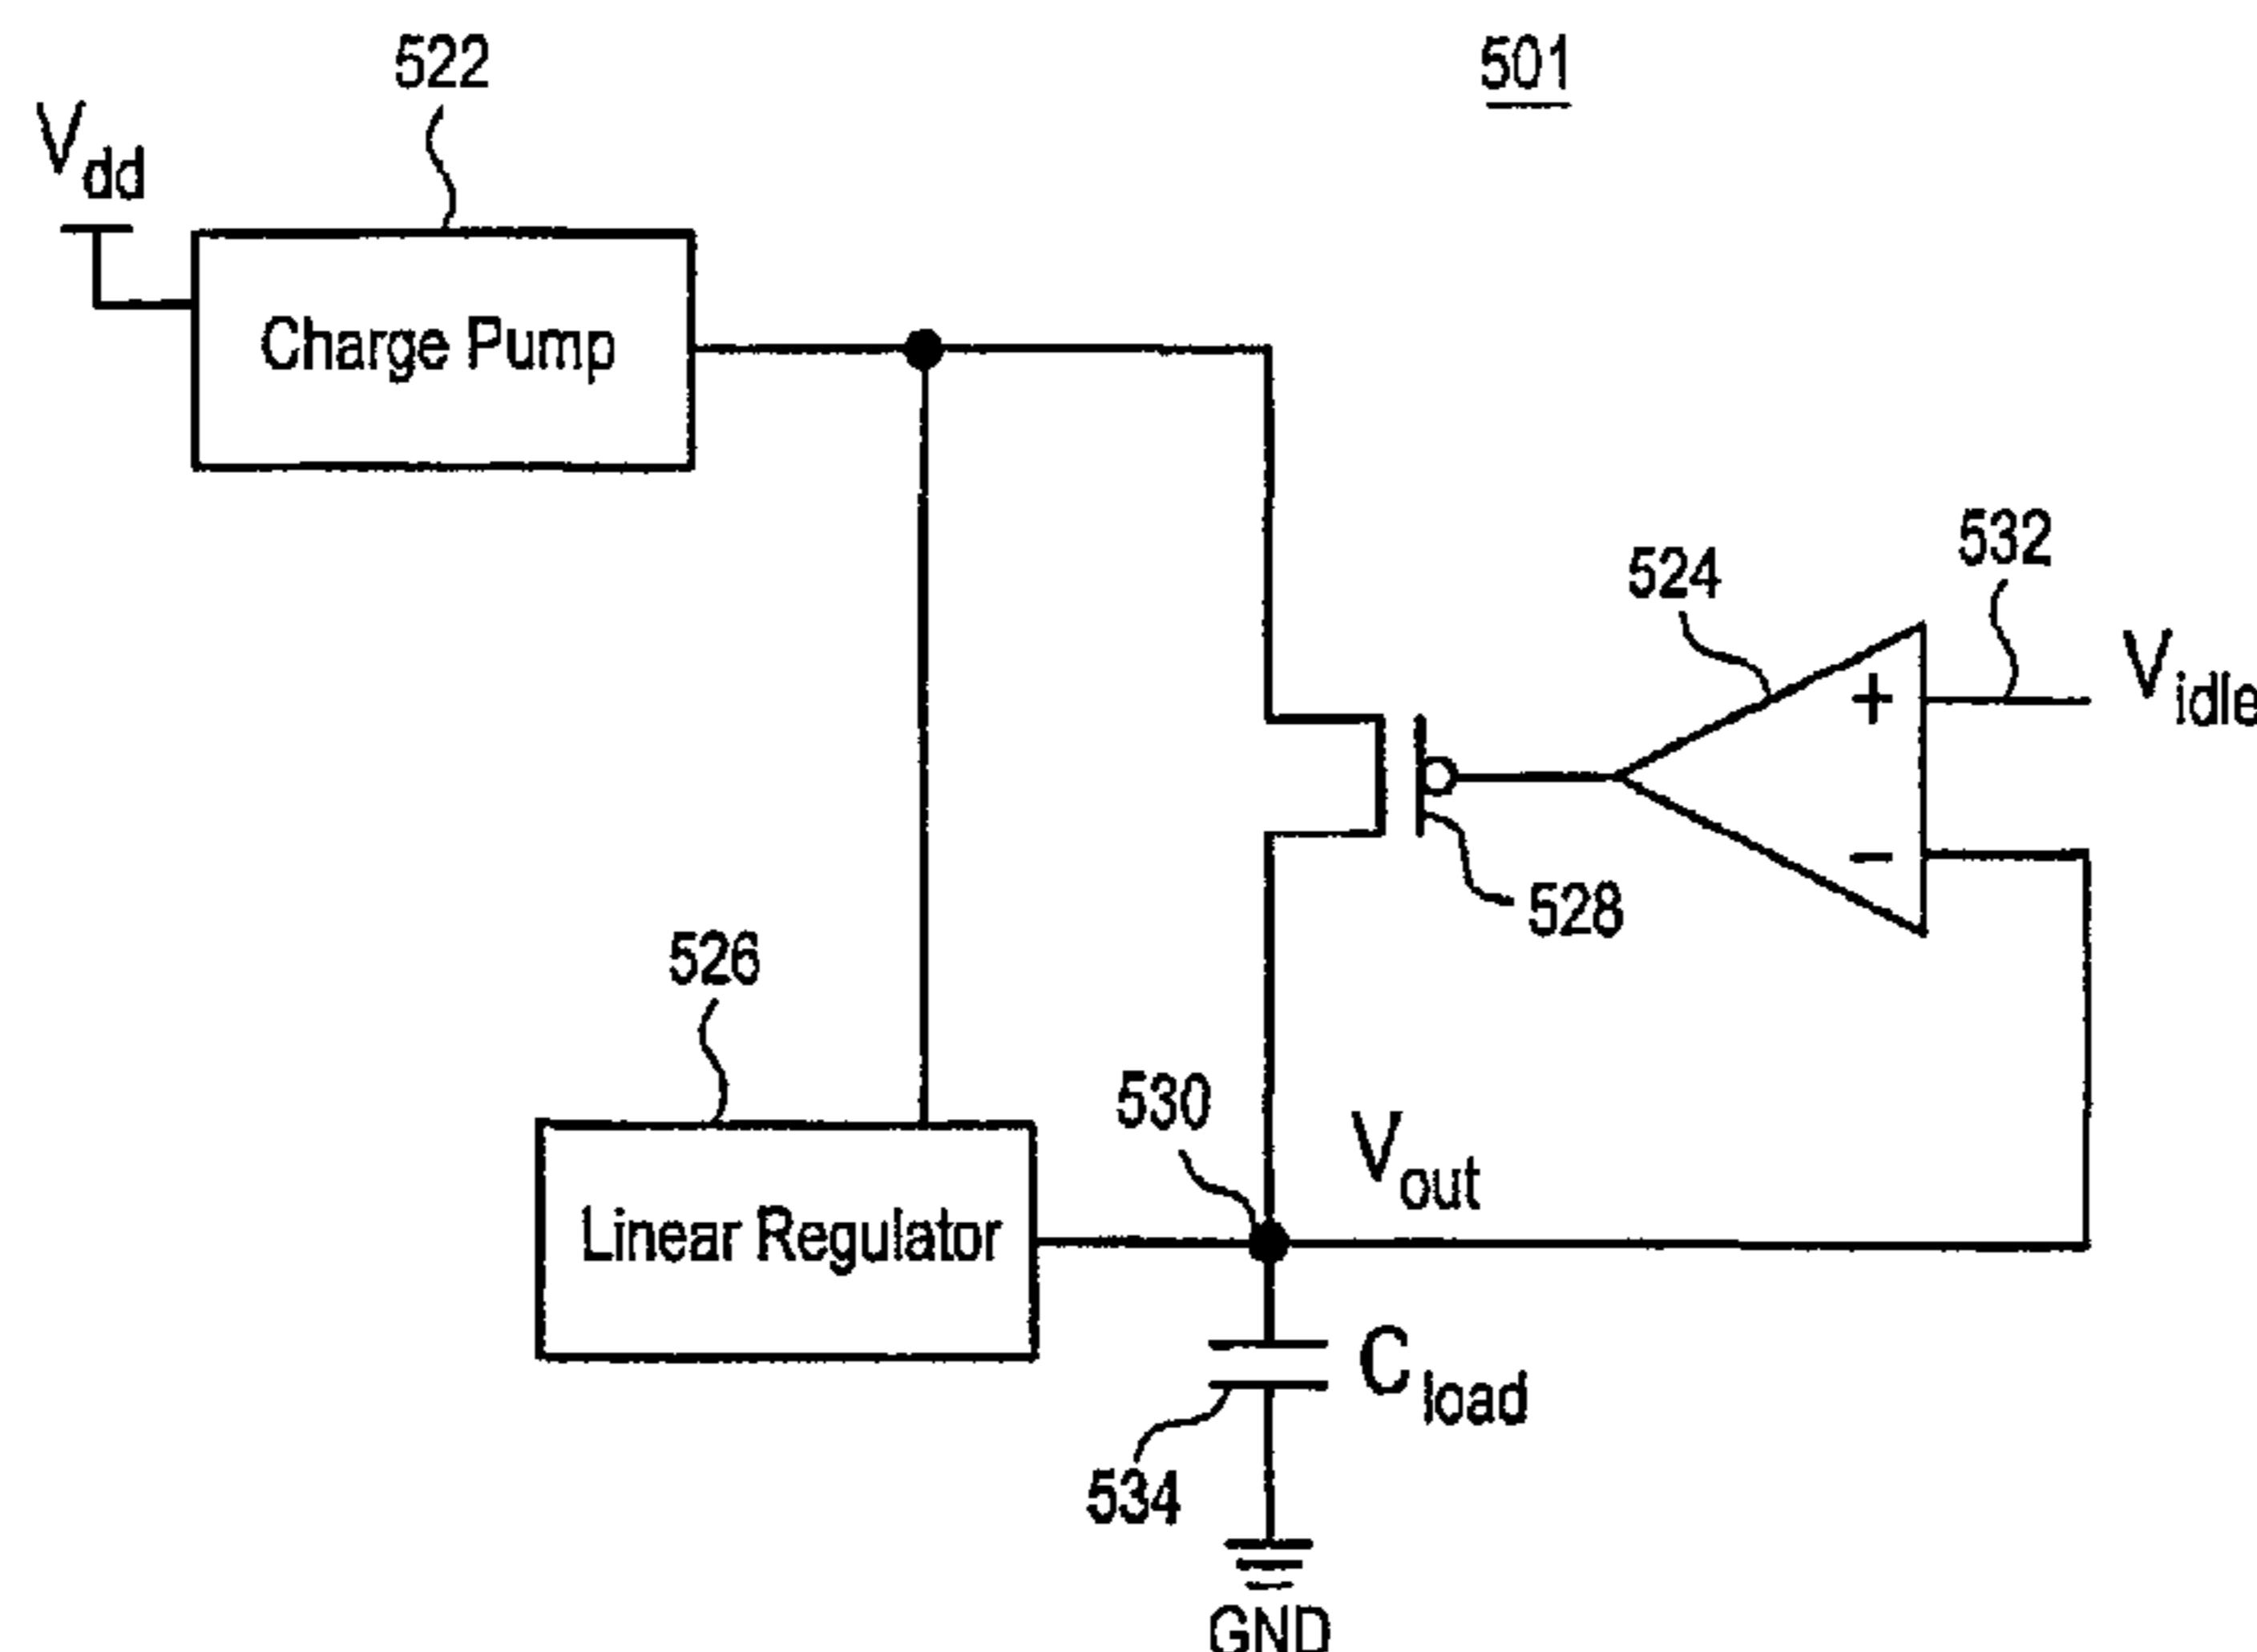 522
501
Vdd
Charge Pump
524
532
Vidle
+
−
528
526
530
Vout
Linear Regulator
Cload
534
GND